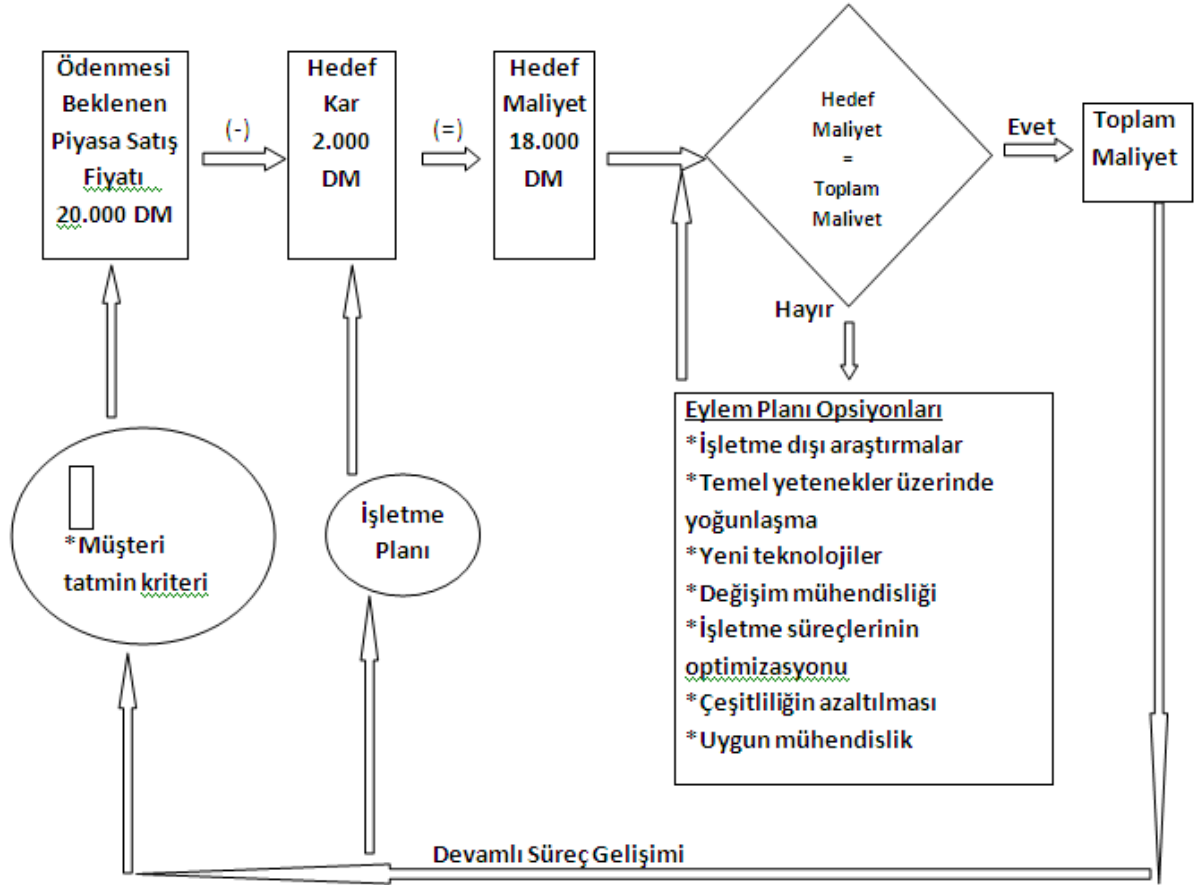 Ödenmesi
Beklenen
Piyasa Satış
Fiyatı
20.000 DM
(-)
Hedef
Kar
2.000
DM
(=)
Hedef
Maliyet
18.000
DM
Hedef
Maliyet
=
Toplam
Malivet
Evet
Toplam
Maliyet
Hayır
Eylem Planı Opsiyonları
*İşletme dışı araştırmalar
*Temel yetenekler üzerinde
yoğunlaşma
*Yeni teknolojiler
*Değişim mühendisliği
*İşletme süreçlerinin
optimizasyonu
*Çeşitliliğin azaltılması
*Uygun mühendislik
*Müşteri
tatmin kriteri
İşletme
Planı
Devamlı Süreç Gelişimi